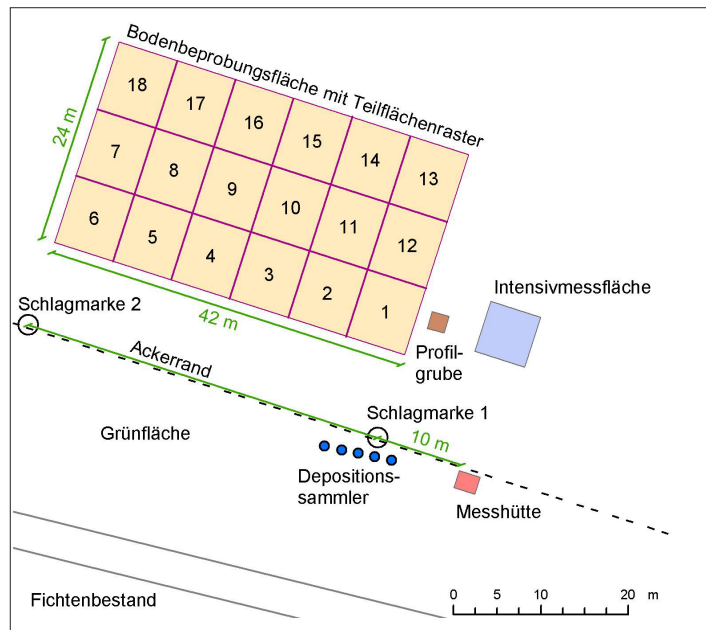 Bodenbeprobungsfläche mit Teilflächenraster
24 m
18 17 16 15 14 13
7 8 9 10 11 12
6 5 4 3 2 1
42 m
Intensivmessfläche
Profil-
grube
Schlagmarke 2
Ackerrand
Schlagmarke 1
10 m
Grünfläche
Depositions-
sammler
Messhütte
Fichtenbestand
0 5 10 20 m